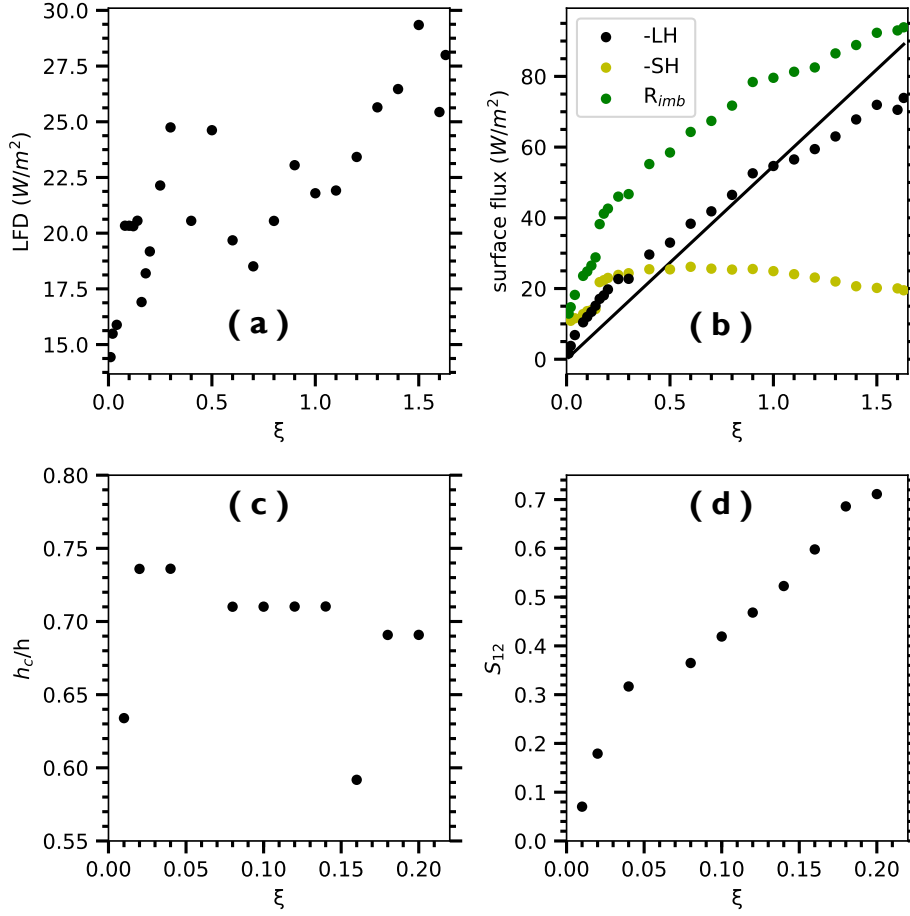 30.0
27.5
25.0
22.5
20.0
17.5
15.0
LFD (W/m²)
0.0 0.5 1.0 1.5
ξ
( a )
80
60
40
20
0
surface flux (W/m²)
-LH
-SH
R_imb
0.0 0.5 1.0 1.5
ξ
( b )
0.80
0.75
0.70
0.65
0.60
0.55
h_c/h
0.00 0.05 0.10 0.15 0.20
ξ
( c )
0.7
0.6
0.5
0.4
0.3
0.2
0.1
0.0
S_12
0.00 0.05 0.10 0.15 0.20
ξ
( d )